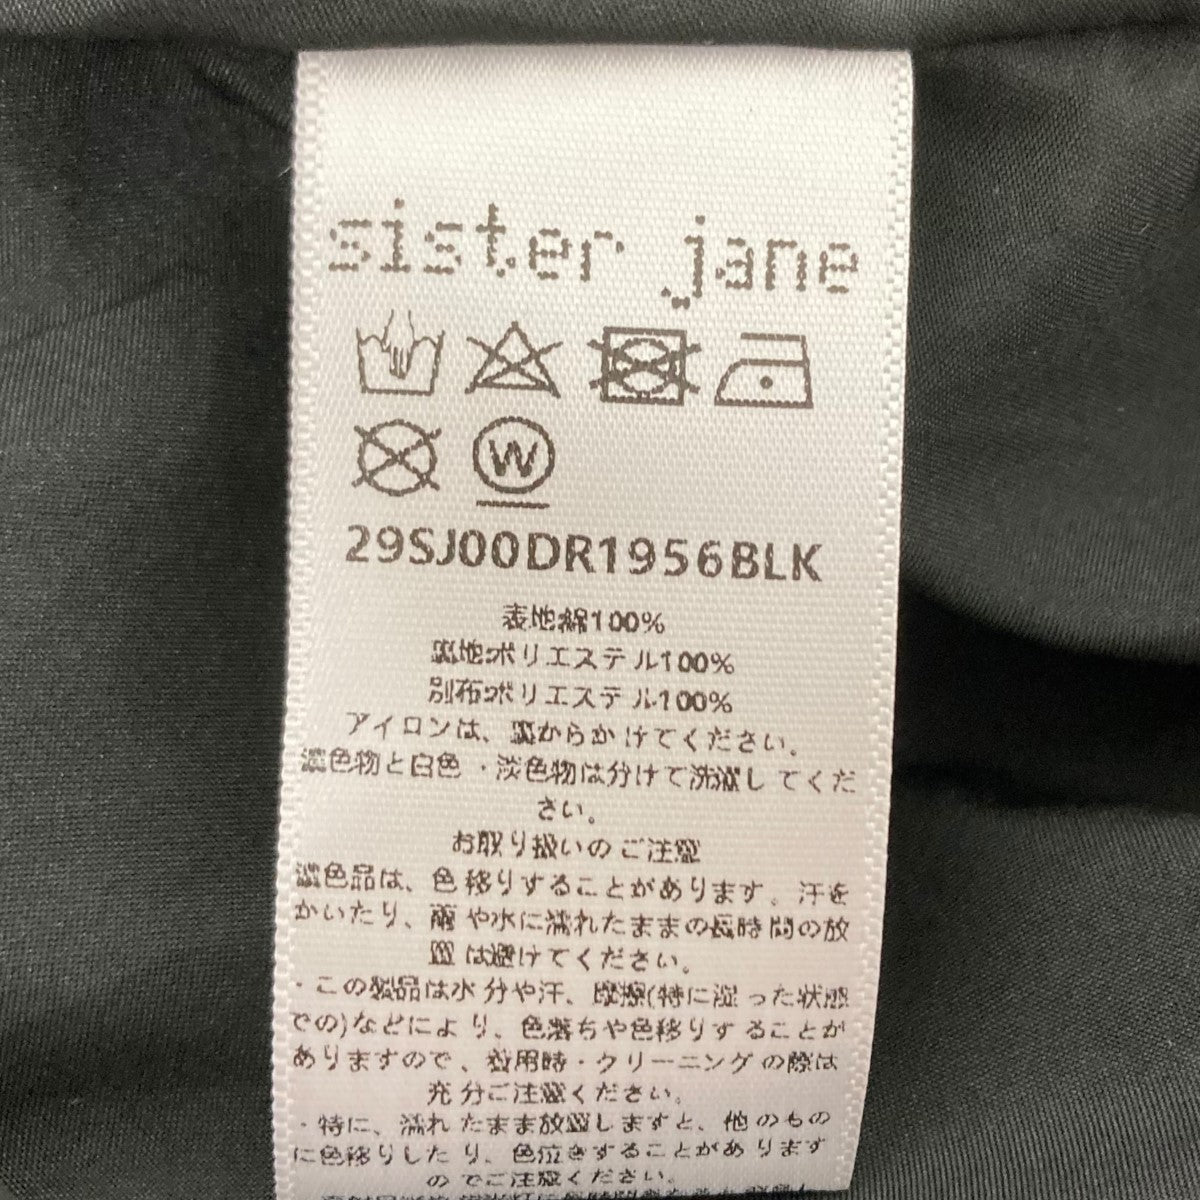 sister jane
W
29SJ00DR1956BLK
表地綿100%
裏地:ポリエステル100%
別布:ポリエステル100%
アイロンは、裏からかけてください。
濃色物と白色・淡色物は分けて洗濯してくだ
さい。
お取り扱いのご注意
濃色品は、色移りすることがあります。汗を
かいたり、雨や水に濡れたままの長時間の放
置は避けてください。
・この製品は水分や汗、摩擦(特に湿った状態
での)などにより、色落ちや色移りすることが
ありますので、着用時・クリーニングの際は
充分ご注意ください。
・特に、濡れたまま放置しますと、他のもの
に色移りしたり、色泣きすることがあります
のでご注意ください。